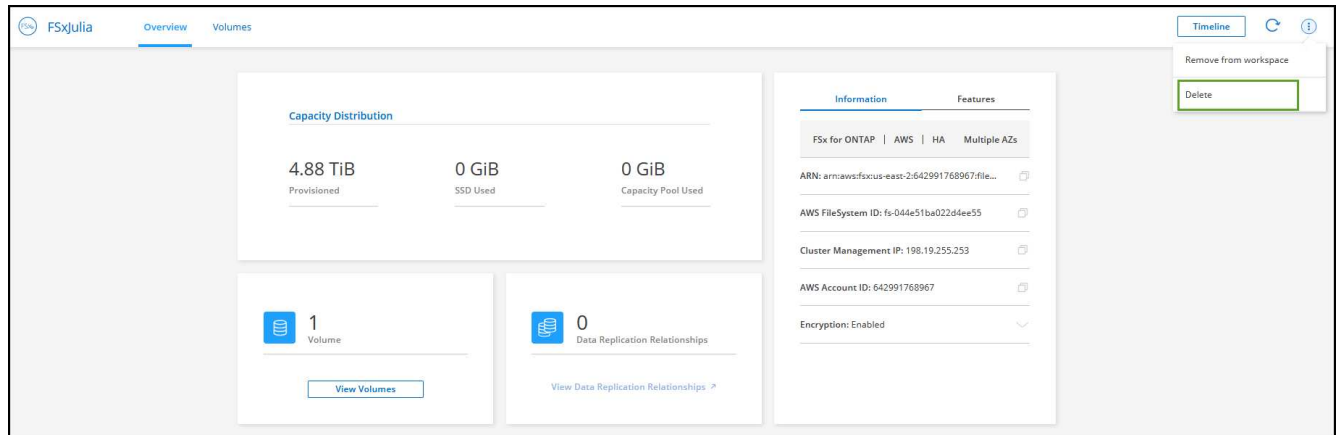 FSxN FSxJulia Overview Volumes Timeline
Remove from workspace
Delete
Capacity Distribution
4.88 TiB 0 GiB 0 GiB
Provisioned SSD Used Capacity Pool Used
1
Volume
View Volumes
0
Data Replication Relationships
View Data Replication Relationships
Information Features
FSx for ONTAP | AWS | HA Multiple AZs
ARN: arn:aws:fsx:us-east-2:642991768967:file...
AWS FileSystem ID: fs-044e51ba022d4ee55
Cluster Management IP: 198.19.255.253
AWS Account ID: 642991768967
Encryption: Enabled